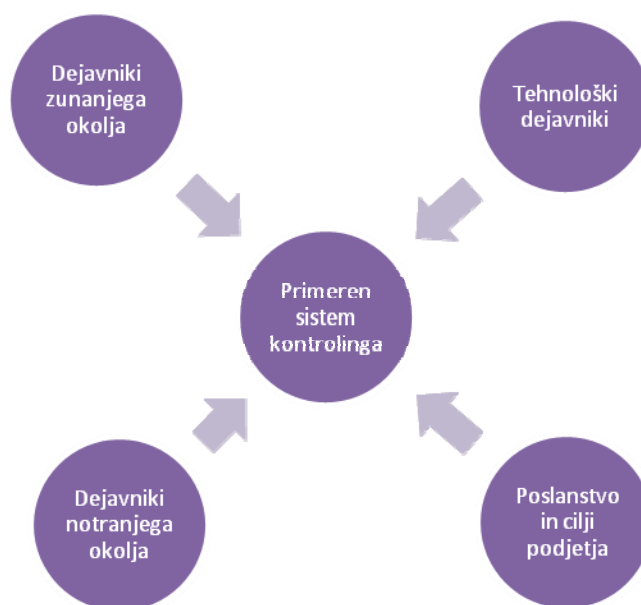 Dejavniki
zunanjega
okolja
Tehnološki
dejavniki
Primeren
sistem
kontrolinga
Dejavniki
notranjega
okolja
Poslanstvo
in cilji
podjetja